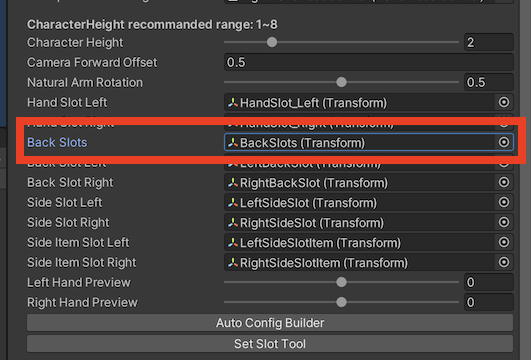 CharacterHeight recommanded range: 1~8
Character Height 2
Camera Forward Offset 0.5
Natural Arm Rotation 0.5
Hand Slot Left HandSlot_Left (Transform)
Hand Slot Right HandSlot_Right (Transform)
Back Slots BackSlots (Transform)
Back Slot Left LeftBackSlot (Transform)
Back Slot Right RightBackSlot (Transform)
Side Slot Left LeftSideSlot (Transform)
Side Slot Right RightSideSlot (Transform)
Side Item Slot Left LeftSideSlotItem (Transform)
Side Item Slot Right RightSideSlotItem (Transform)
Left Hand Preview 0
Right Hand Preview 0
Auto Config Builder
Set Slot Tool